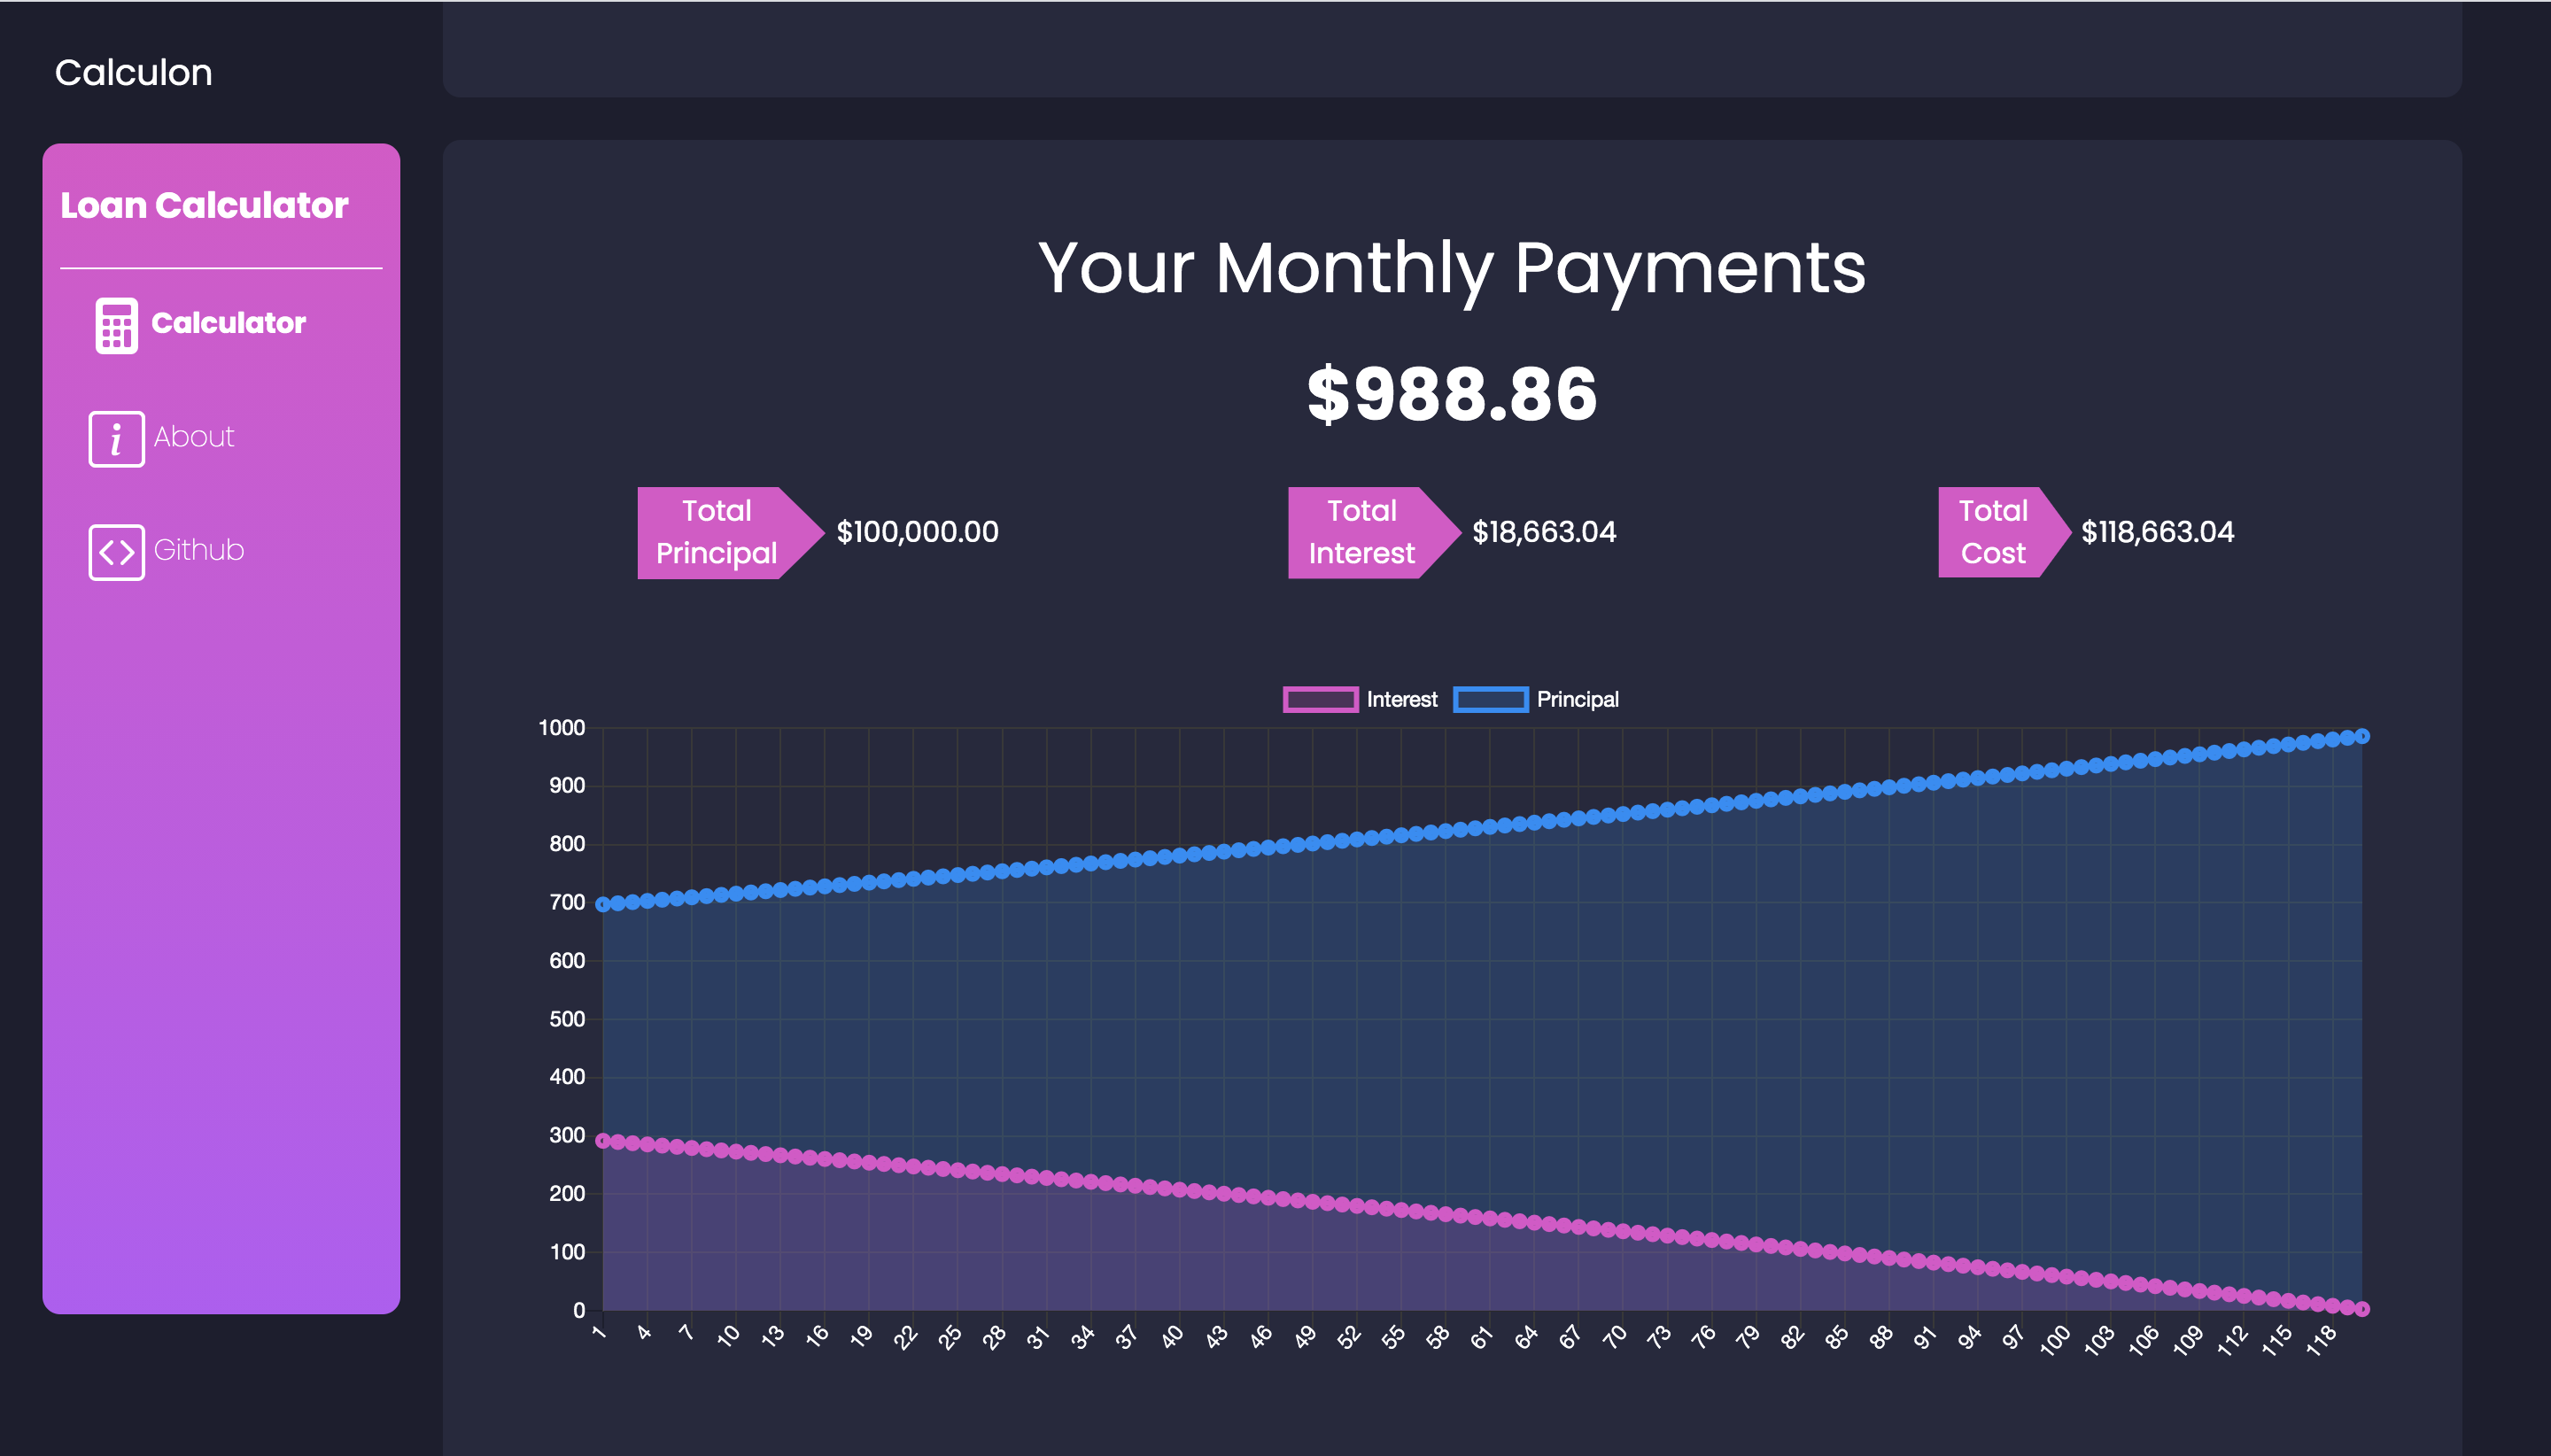 Calculon
Loan Calculator
Calculator
i
About
Github
Your Monthly Payments
$988.86
Total
Principal
$100,000.00
Total
Interest
$18,663.04
Total
Cost
$118,663.04
Interest
Principal
1000
900
800
700
600
500
400
300
200
100
0
1 4 7 10 13 16 19 22 25 28 31 34 37 40 43 46 49 52 55 58 61 64 67 70 73 76 79 82 85 88 91 94 97 100 103 106 109 112 115 118